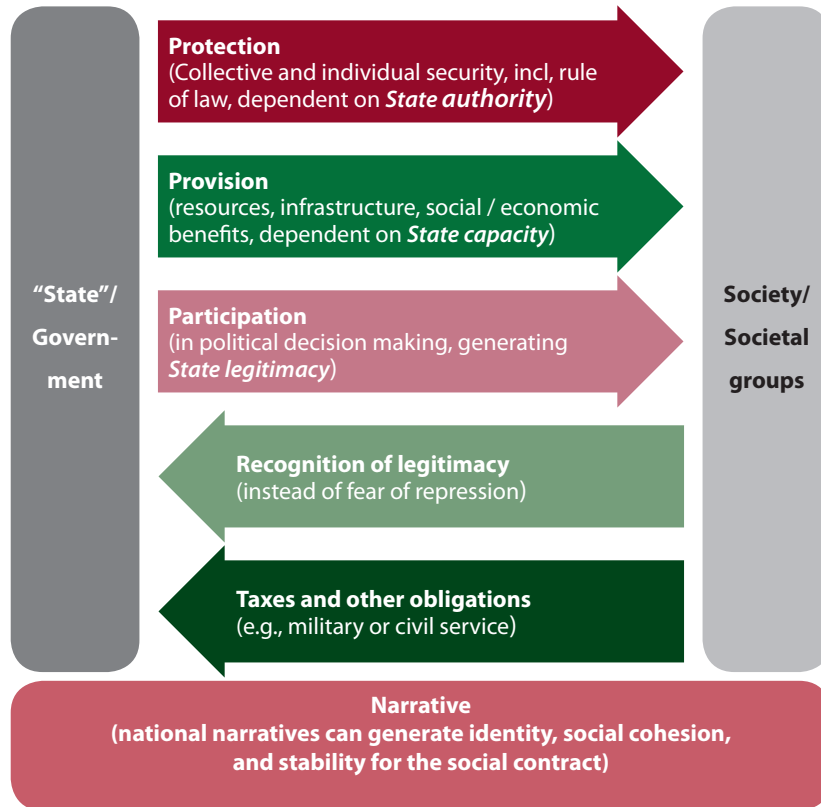 Protection
(Collective and individual security, incl, rule
of law, dependent on State authority)
Provision
(resources, infrastructure, social / economic
benefits, dependent on State capacity)
“State”/
Govern-
ment
Participation
(in political decision making, generating
State legitimacy)
Society/
Societal
groups
Recognition of legitimacy
(instead of fear of repression)
Taxes and other obligations
(e.g., military or civil service)
Narrative
(national narratives can generate identity, social cohesion,
and stability for the social contract)